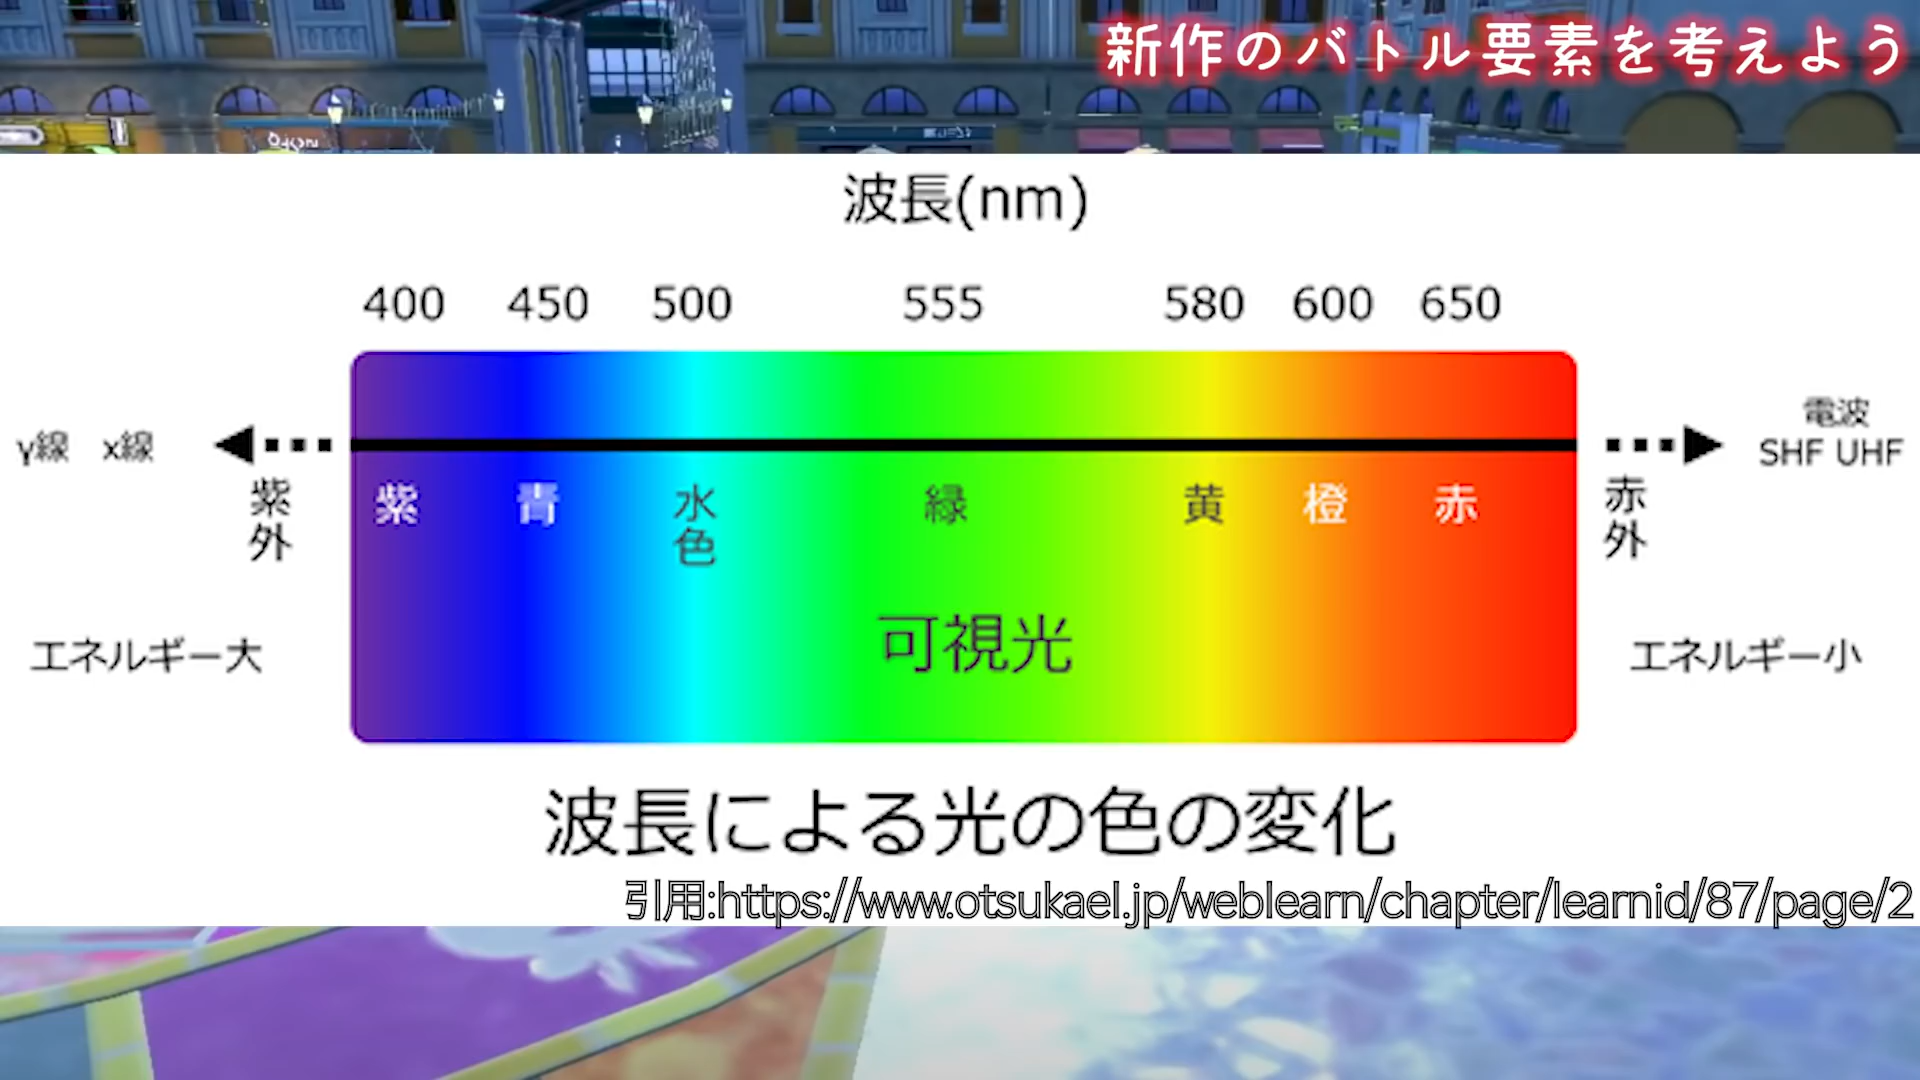 新作のバトル要素を考えよう
波長(nm)
400 450 500 555 580 600 650
γ線 x線
電波
SHF UHF
紫外
紫 青 水色 緑 黄 橙 赤
赤外
エネルギー大
可視光
エネルギー小
波長による光の色の変化
引用:https://www.otsukael.jp/weblearn/chapter/learnid/87/page/2